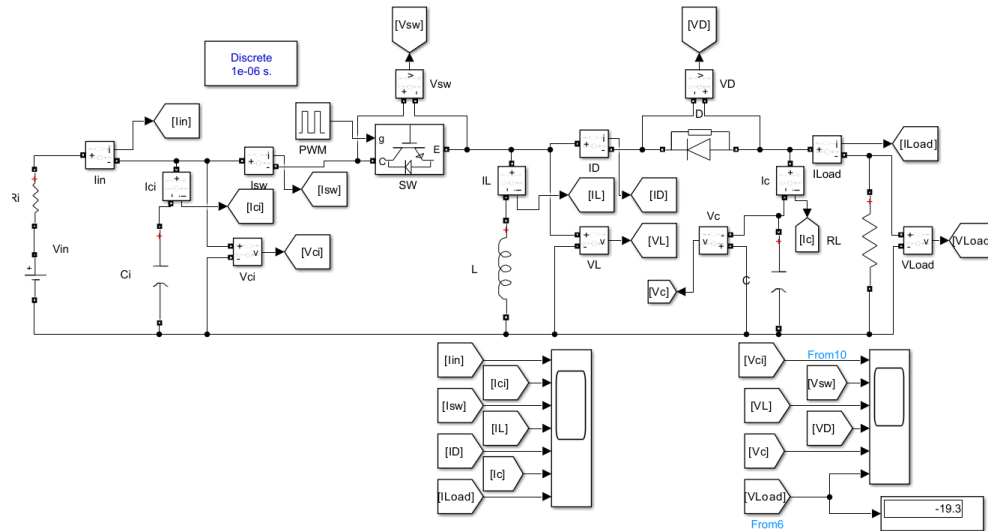 [Vsw]
[VD]
Discrete
1e-06 s.
Vsw
VD
PWM
g
C
E
SW
D
[Iin]
Iin
[ILoad]
ILoad
Isw
[Isw]
Ici
[Ici]
IL
[IL]
ID
[ID]
Ic
[Ic]
RL
Vin
Ci
Vci
[Vci]
L
VL
[VL]
Vc
[Vc]
C
VLoad
[VLoad]
[Iin]
[Ici]
[Isw]
[IL]
[ID]
[Ic]
[ILoad]
From10
[Vci]
[Vsw]
[VL]
[VD]
[Vc]
[VLoad]
From6
-19.3